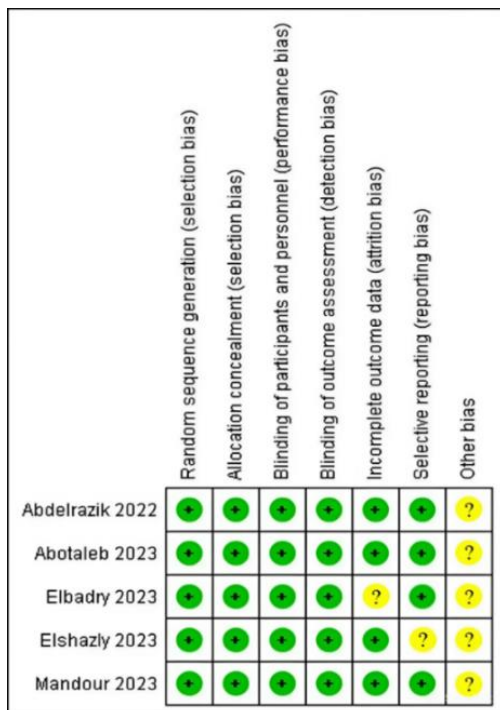 Random sequence generation (selection bias)
Allocation concealment (selection bias)
Blinding of participants and personnel (performance bias)
Blinding of outcome assessment (detection bias)
Incomplete outcome data (attrition bias)
Selective reporting (reporting bias)
Other bias
Abdelrazik 2022 + + + + + + ?
Abotaleb 2023 + + + + + + ?
Elbadry 2023 + + + + ? + ?
Elshazly 2023 + + + + + ? ?
Mandour 2023 + + + + + + ?